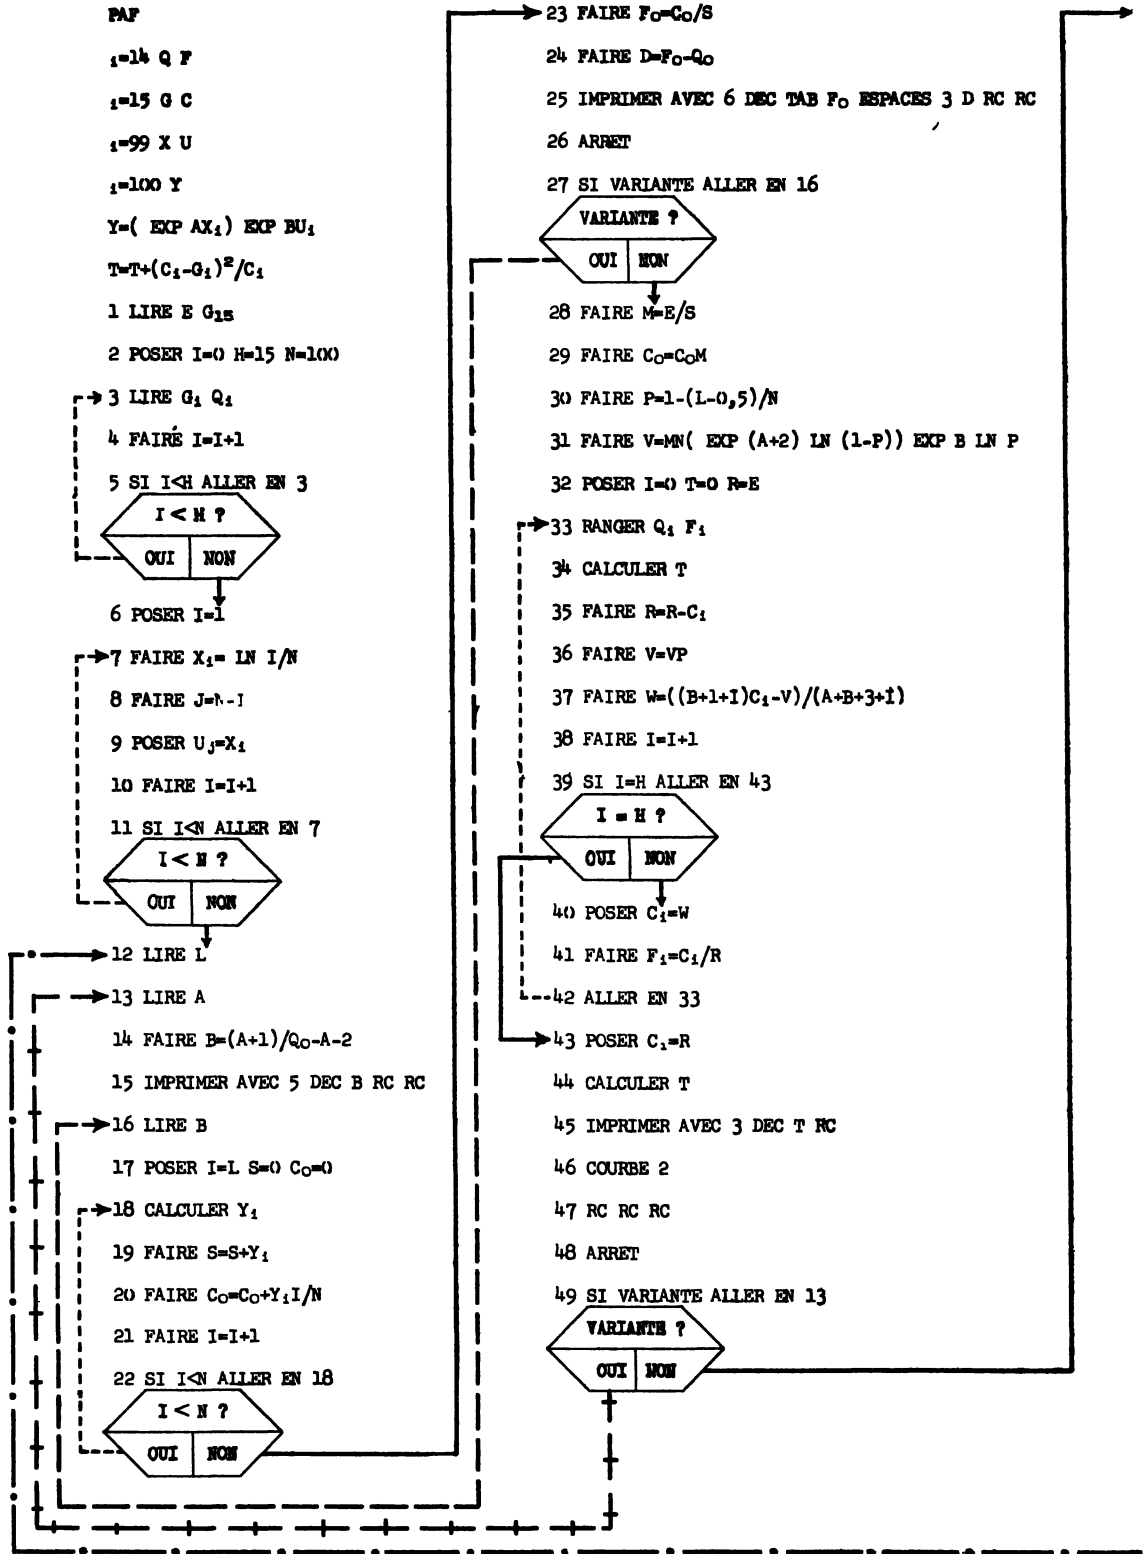 PAF
i=14 Q F
i=15 G C
i=99 X U
i=100 Y
Y=( EXP AXi) EXP BUi
T=T+(Ci-Gi)²/Ci
1 LIRE E G15
2 POSER I=0 H=15 N=100
3 LIRE Gi Qi
4 FAIRE I=I+1
5 SI I<H ALLER EN 3
I < H ?
OUI NON
6 POSER I=1
7 FAIRE Xi= LN I/N
8 FAIRE J=N-I
9 POSER Uj=Xi
10 FAIRE I=I+1
11 SI I<N ALLER EN 7
I < N ?
OUI NON
12 LIRE L
13 LIRE A
14 FAIRE B=(A+1)/Q0-A-2
15 IMPRIMER AVEC 5 DEC B RC RC
16 LIRE B
17 POSER I=L S=0 C0=0
18 CALCULER Yi
19 FAIRE S=S+Yi
20 FAIRE C0=C0+YiI/N
21 FAIRE I=I+1
22 SI I<N ALLER EN 18
I < N ?
OUI NON
23 FAIRE F0=C0/S
24 FAIRE D=F0-Q0
25 IMPRIMER AVEC 6 DEC TAB F0 ESPACES 3 D RC RC
26 ARRET
27 SI VARIANTE ALLER EN 16
VARIANTE ?
OUI NON
28 FAIRE M=E/S
29 FAIRE C0=C0M
30 FAIRE P=1-(L-0,5)/N
31 FAIRE V=MN( EXP (A+2) LN (1-P)) EXP B LN P
32 POSER I=0 T=0 R=E
33 RANGER Qi Fi
34 CALCULER T
35 FAIRE R=R-Ci
36 FAIRE V=VP
37 FAIRE W=((B+1+I)Ci-V)/(A+B+3+I)
38 FAIRE I=I+1
39 SI I=H ALLER EN 43
I = H ?
OUI NON
40 POSER Ci=W
41 FAIRE Fi=Ci/R
42 ALLER EN 33
43 POSER Ci=R
44 CALCULER T
45 IMPRIMER AVEC 3 DEC T RC
46 COURBE 2
47 RC RC RC
48 ARRET
49 SI VARIANTE ALLER EN 13
VARIANTE ?
OUI NON